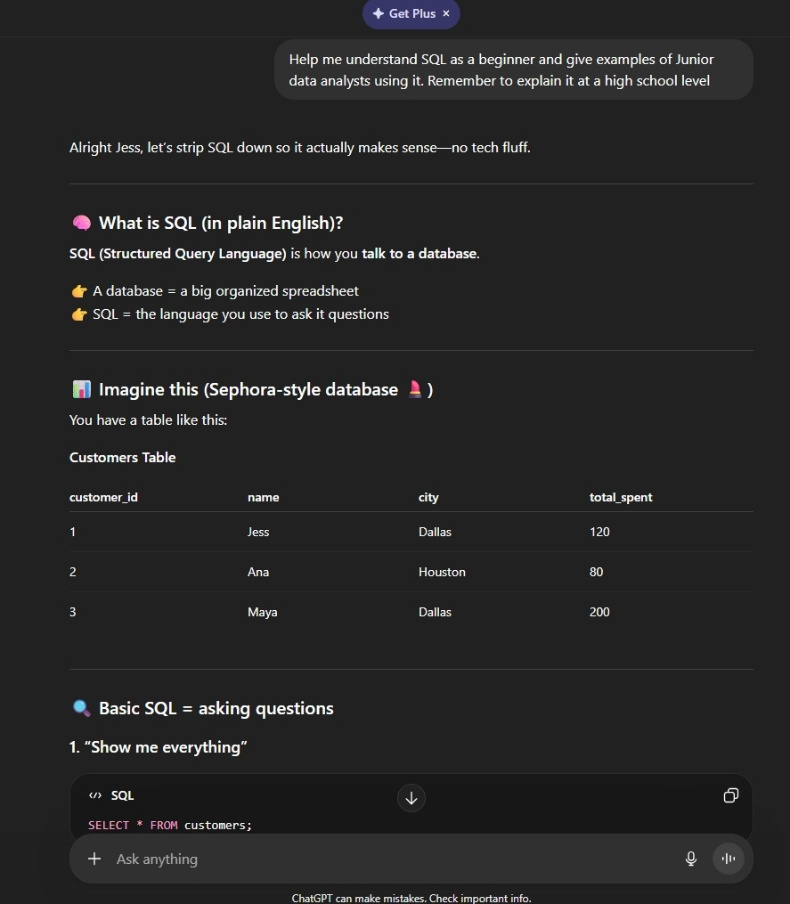 Get Plus ×
Help me understand SQL as a beginner and give examples of Junior
data analysts using it. Remember to explain it at a high school level
Alright Jess, let's strip SQL down so it actually makes sense—no tech fluff.
🧠 What is SQL (in plain English)?
SQL (Structured Query Language) is how you talk to a database.
👉 A database = a big organized spreadsheet
👉 SQL = the language you use to ask it questions
📊 Imagine this (Sephora-style database 💄)
You have a table like this:
Customers Table
customer_id name city total_spent
1 Jess Dallas 120
2 Ana Houston 80
3 Maya Dallas 200
🔍 Basic SQL = asking questions
1. “Show me everything”
</> SQL
SELECT * FROM customers;
Ask anything
ChatGPT can make mistakes. Check important info.